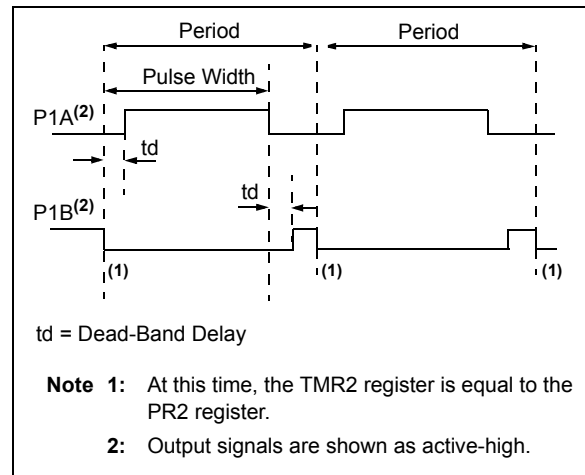 Period Period
Pulse Width
P1A(2)
td
td
P1B(2)
(1) (1) (1)
td = Dead-Band Delay
Note 1: At this time, the TMR2 register is equal to the
PR2 register.
2: Output signals are shown as active-high.